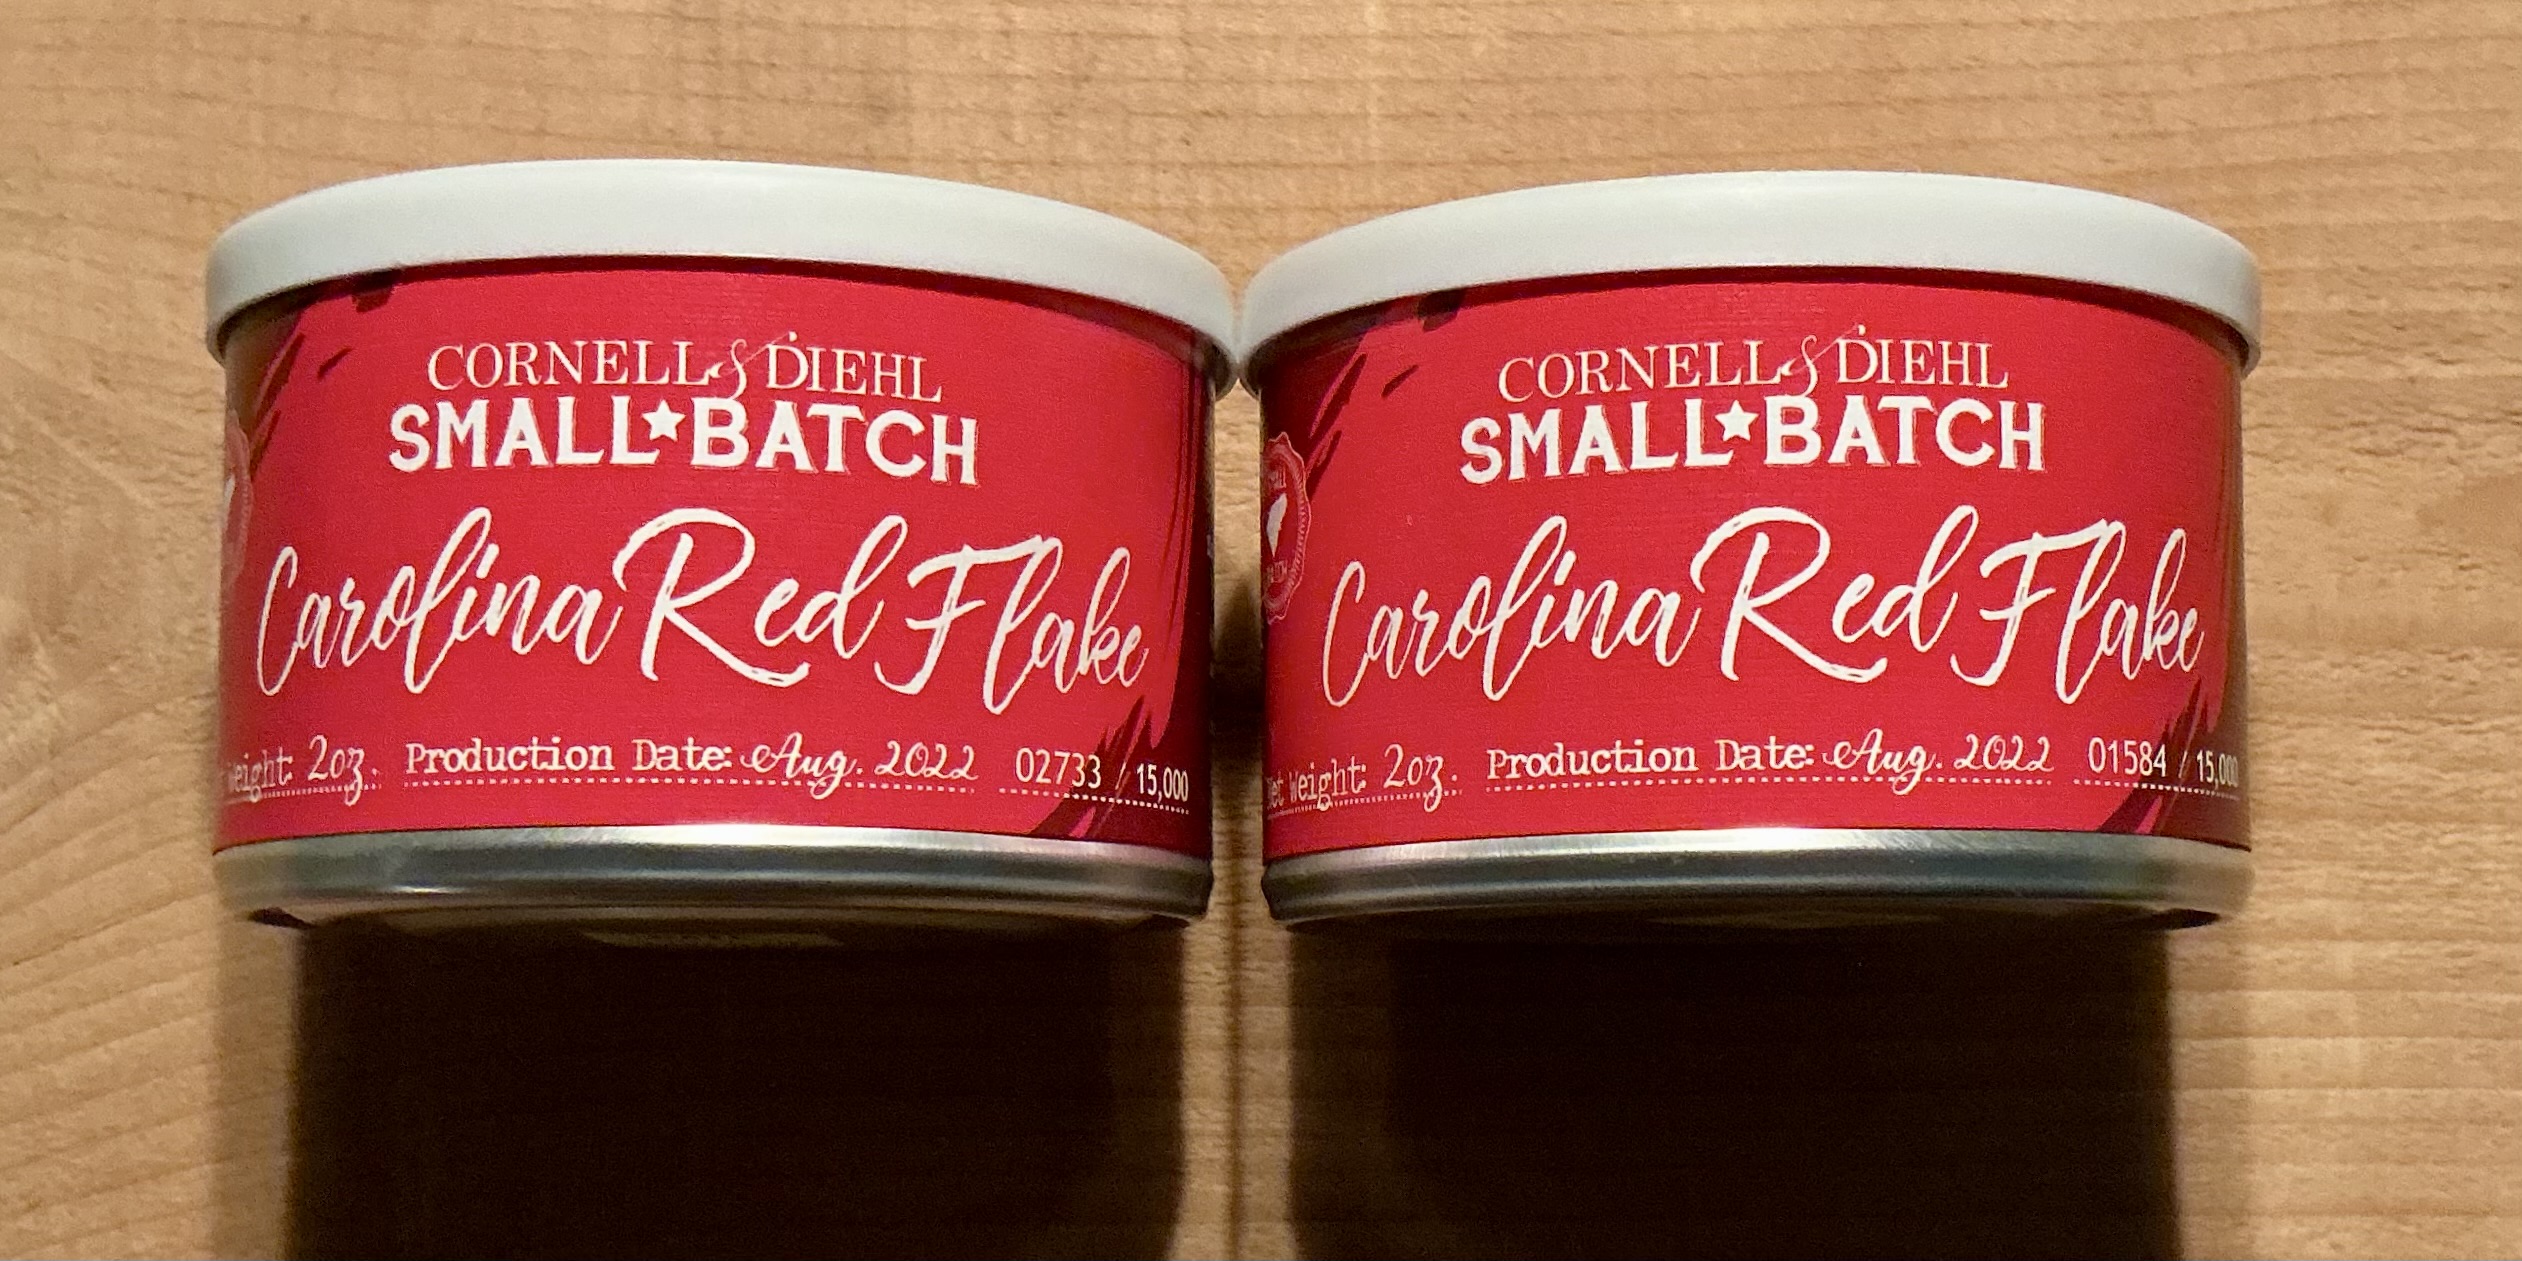 CORNELL & DIEHL
SMALL★BATCH
Carolina Red Flake
Weight: 2oz. Production Date: Aug. 2022 02733 / 15,000
CORNELL & DIEHL
SMALL★BATCH
Carolina Red Flake
Net Weight: 2oz. Production Date: Aug. 2022 01584 / 15,000